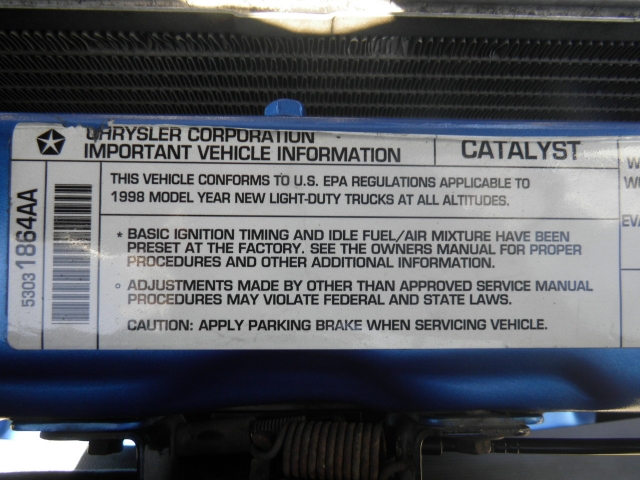 CHRYSLER CORPORATION
IMPORTANT VEHICLE INFORMATION
CATALYST
THIS VEHICLE CONFORMS TO U.S. EPA REGULATIONS APPLICABLE TO
1998 MODEL YEAR NEW LIGHT-DUTY TRUCKS AT ALL ALTITUDES.
* BASIC IGNITION TIMING AND IDLE FUEL/AIR MIXTURE HAVE BEEN
PRESET AT THE FACTORY. SEE THE OWNERS MANUAL FOR PROPER
PROCEDURES AND OTHER ADDITIONAL INFORMATION.
° ADJUSTMENTS MADE BY OTHER THAN APPROVED SERVICE MANUAL
PROCEDURES MAY VIOLATE FEDERAL AND STATE LAWS.
CAUTION: APPLY PARKING BRAKE WHEN SERVICING VEHICLE.
53031864AA